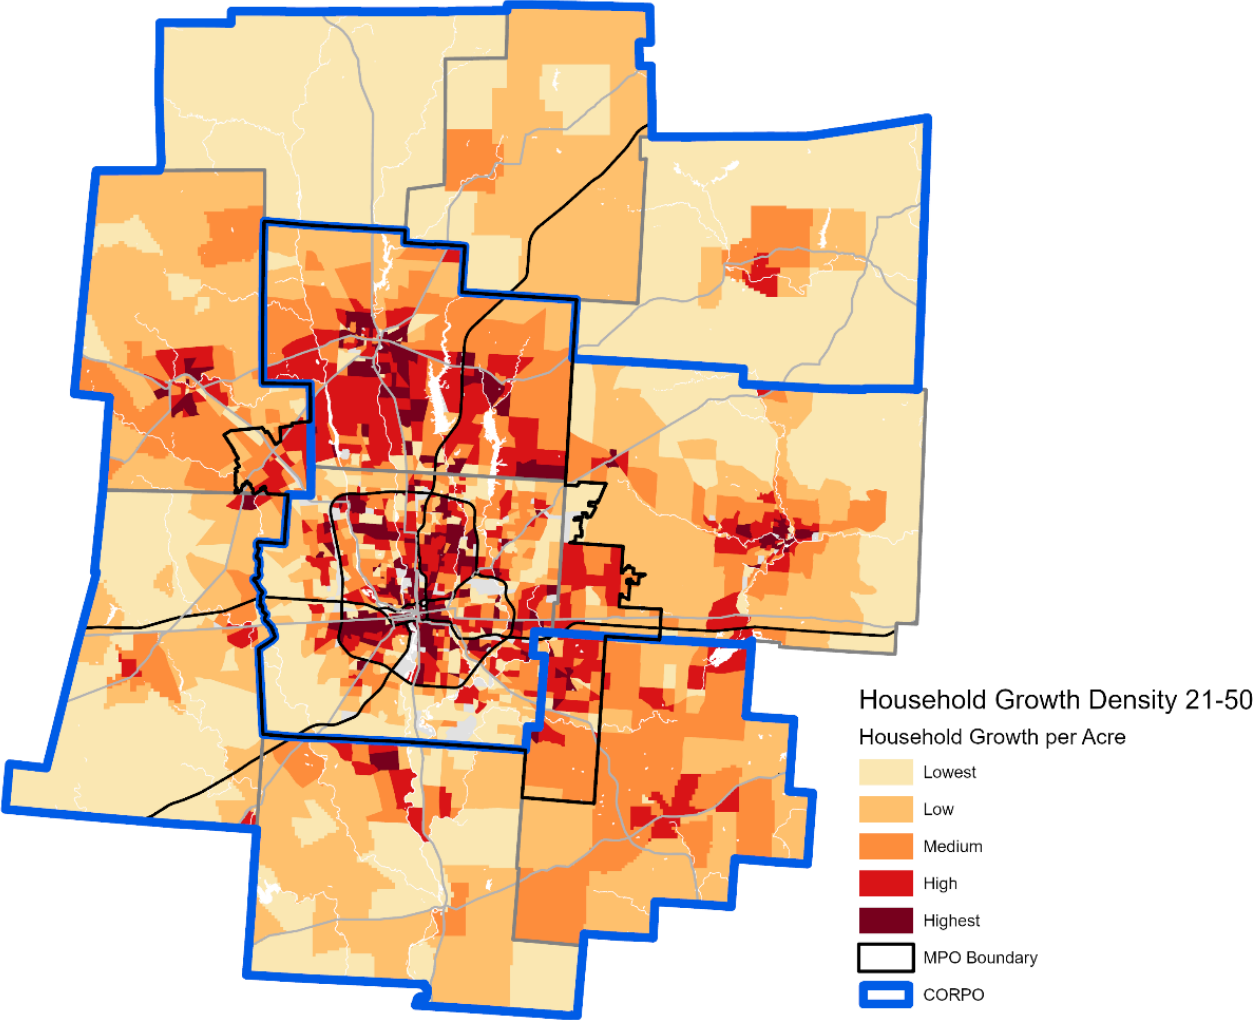 Household Growth Density 21-50
Household Growth per Acre
Lowest
Low
Medium
High
Highest
MPO Boundary
CORPO